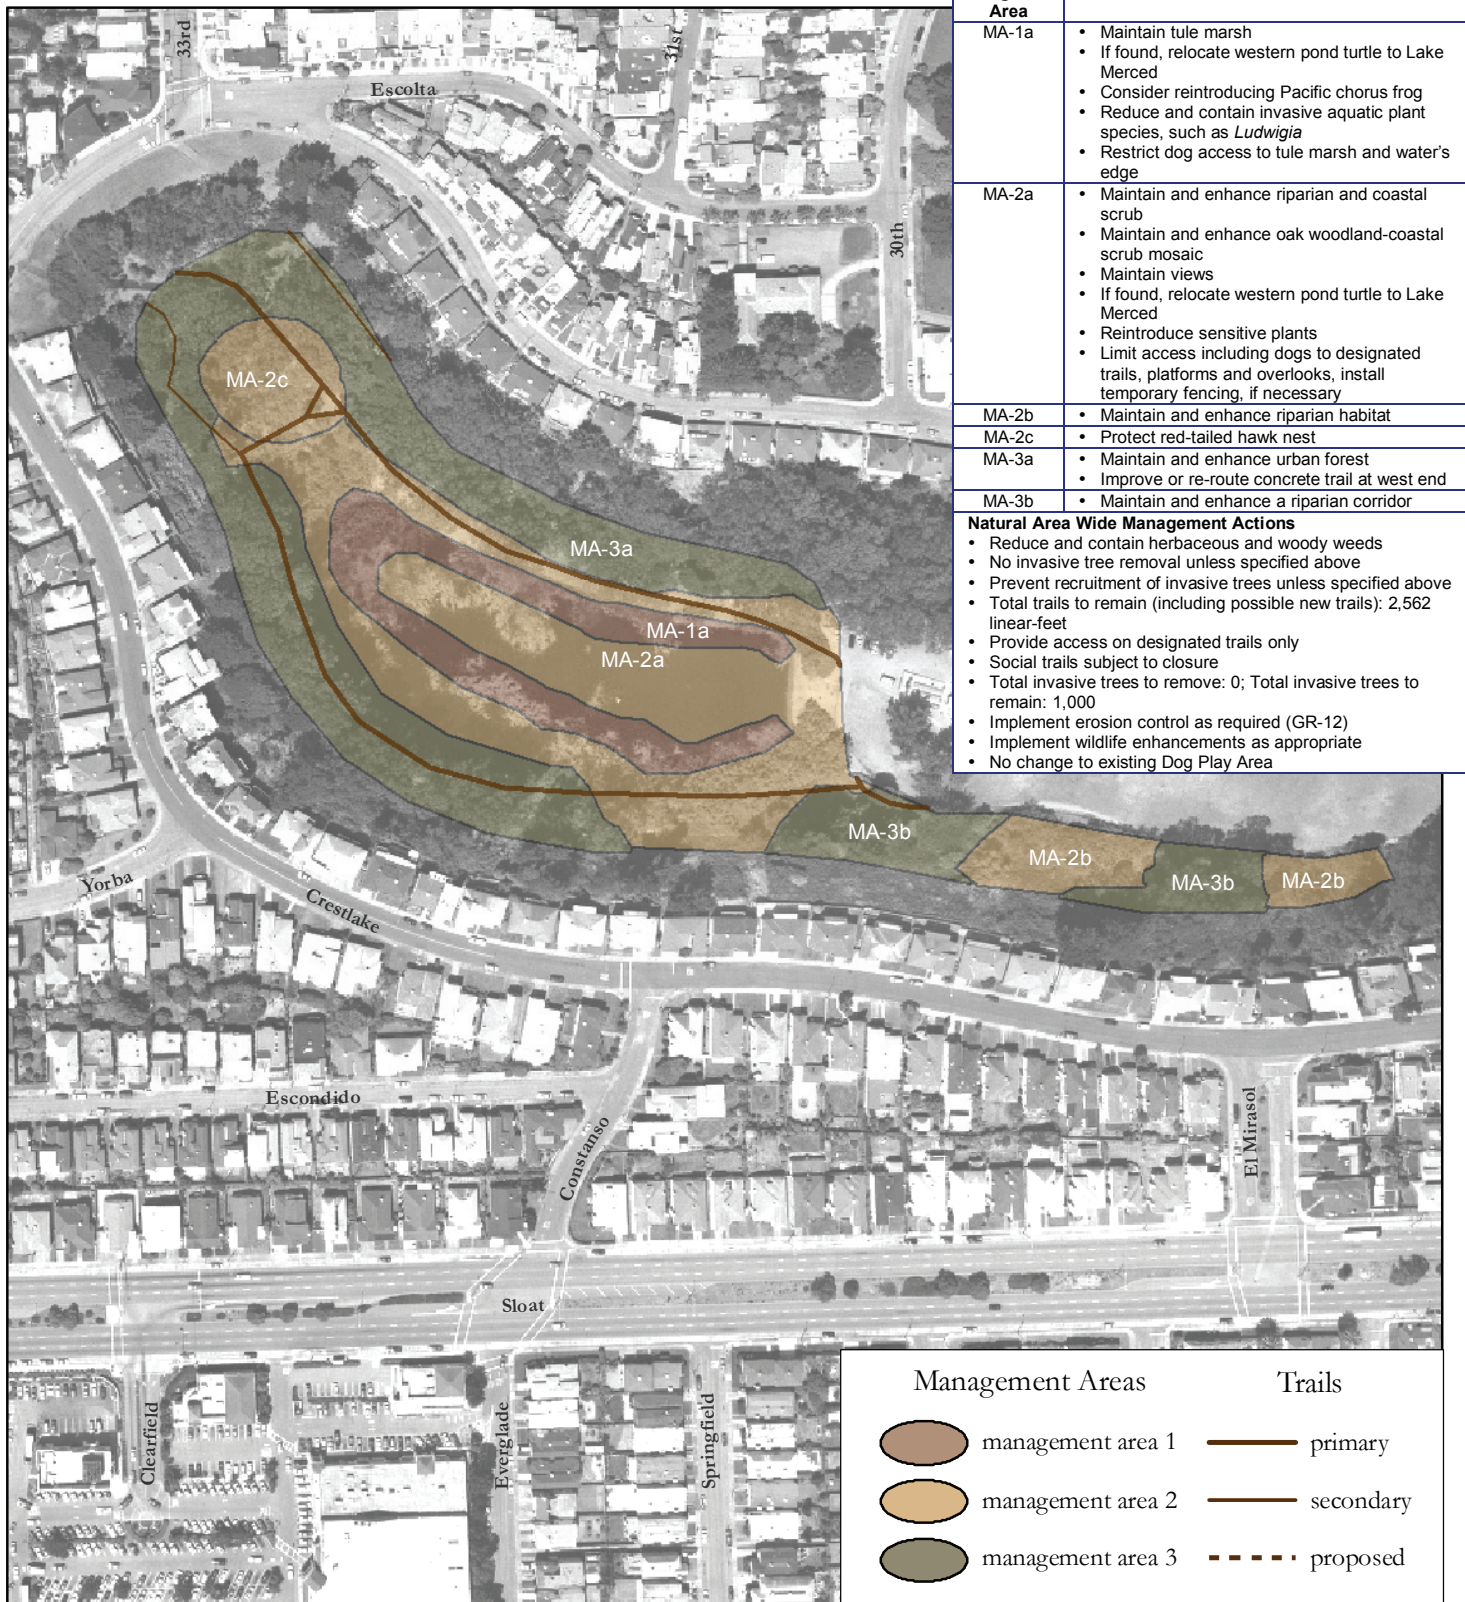 Area
MA-1a
• Maintain tule marsh
• If found, relocate western pond turtle to Lake
Merced
• Consider reintroducing Pacific chorus frog
• Reduce and contain invasive aquatic plant
species, such as Ludwigia
• Restrict dog access to tule marsh and water's
edge
MA-2a
• Maintain and enhance riparian and coastal
scrub
• Maintain and enhance oak woodland-coastal
scrub mosaic
• Maintain views
• If found, relocate western pond turtle to Lake
Merced
• Reintroduce sensitive plants
• Limit access including dogs to designated
trails, platforms and overlooks, install
temporary fencing, if necessary
MA-2b
• Maintain and enhance riparian habitat
MA-2c
• Protect red-tailed hawk nest
MA-3a
• Maintain and enhance urban forest
• Improve or re-route concrete trail at west end
MA-3b
• Maintain and enhance a riparian corridor
Natural Area Wide Management Actions
• Reduce and contain herbaceous and woody weeds
• No invasive tree removal unless specified above
• Prevent recruitment of invasive trees unless specified above
• Total trails to remain (including possible new trails): 2,562
linear-feet
• Provide access on designated trails only
• Social trails subject to closure
• Total invasive trees to remove: 0; Total invasive trees to
remain: 1,000
• Implement erosion control as required (GR-12)
• Implement wildlife enhancements as appropriate
• No change to existing Dog Play Area
33rd
31st
Escolta
30th
MA-2c
MA-3a
MA-1a
MA-2a
MA-3b
MA-2b
MA-3b
MA-2b
Yorba
Crestlake
Escondido
Constanso
El Mirasol
Sloat
Clearfield
Everglade
Springfield
Management Areas
Trails
management area 1
primary
management area 2
secondary
management area 3
proposed